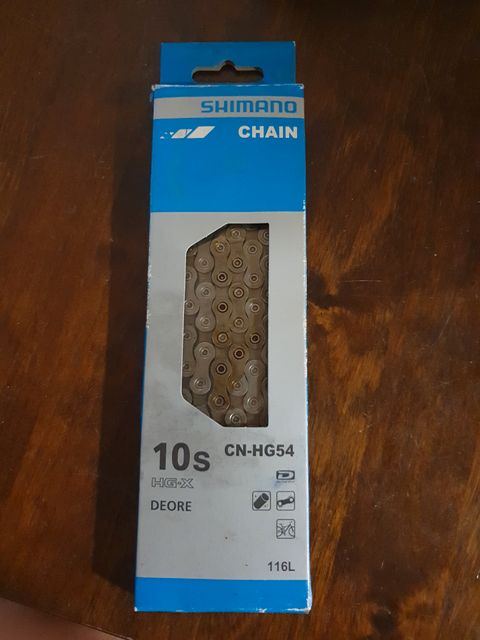 SHIMANO
CHAIN
10s
CN-HG54
HG-X
DEORE
116L